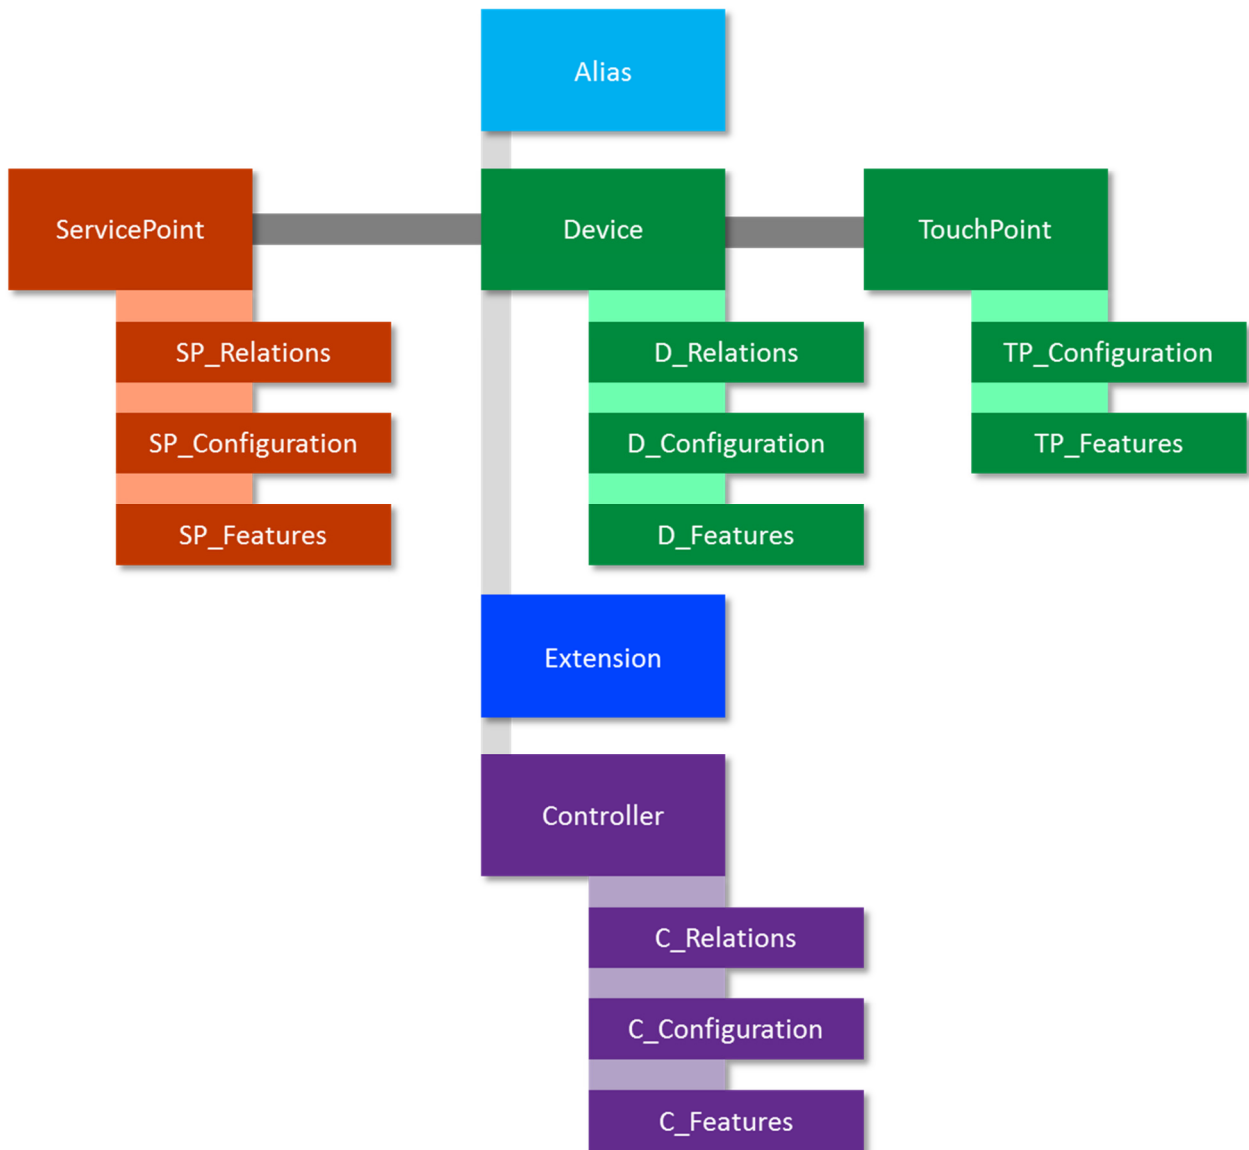 Alias
ServicePoint
Device
TouchPoint
SP_Relations
D_Relations
TP_Configuration
SP_Configuration
D_Configuration
TP_Features
SP_Features
D_Features
Extension
Controller
C_Relations
C_Configuration
C_Features